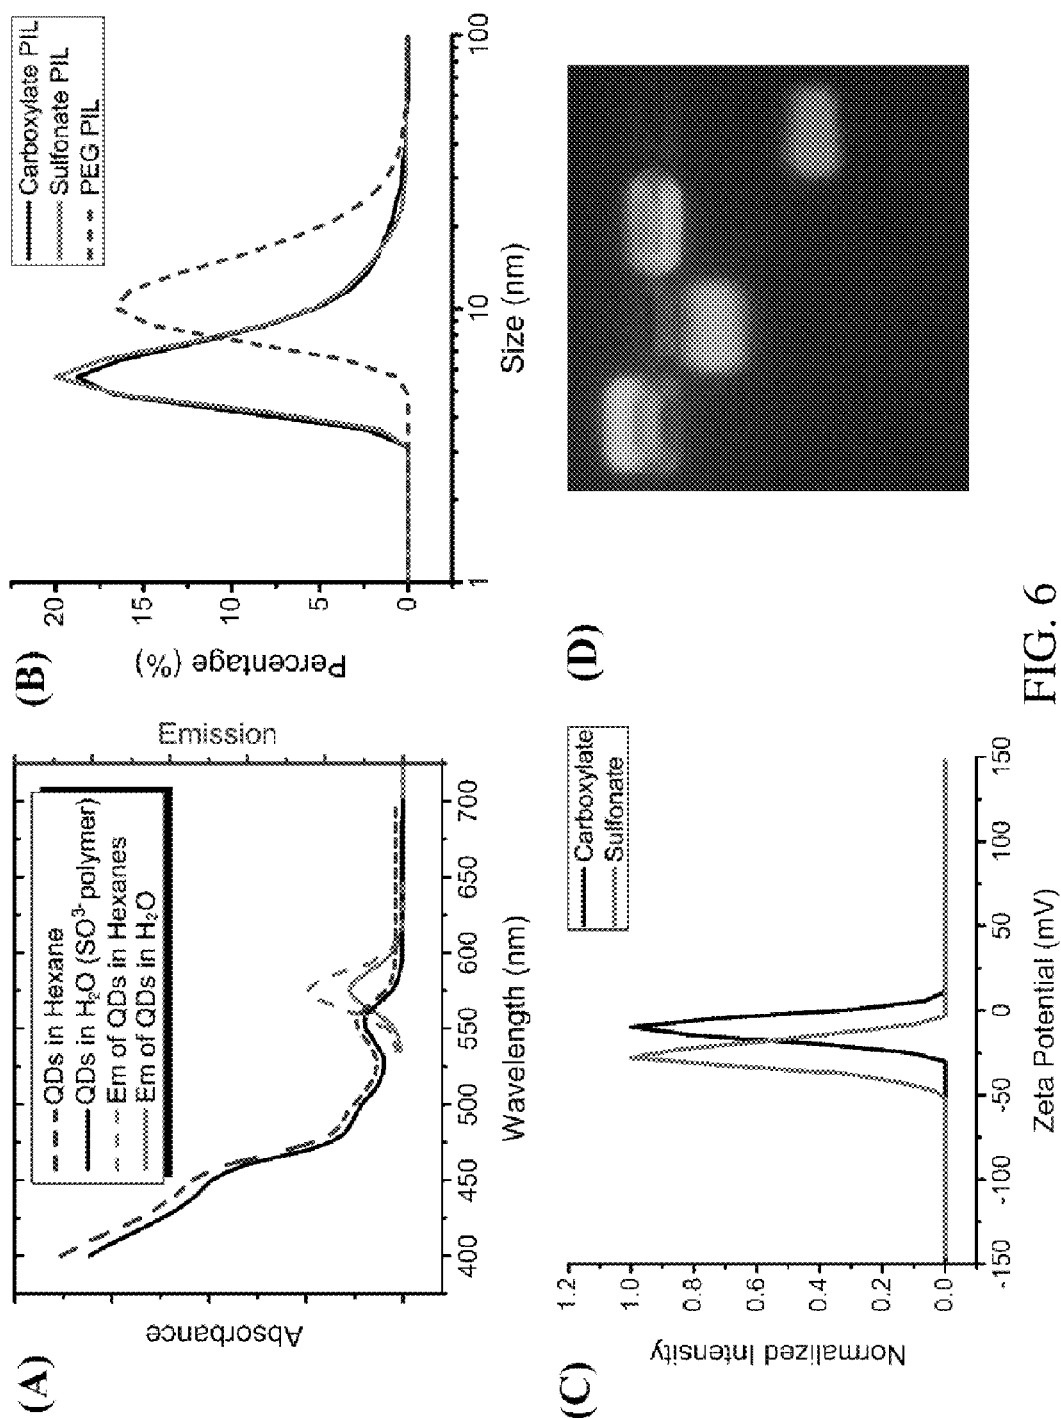 (A)
Absorbance
Emission
QDs in Hexane
QDs in H₂O (SO³⁻ polymer)
Em of QDs in Hexanes
Em of QDs in H₂O
400 450 500 550 600 650 700
Wavelength (nm)
(B)
Percentage (%)
20
15
10
5
0
Carboxylate PIL
Sulfonate PIL
PEG PIL
1 10 100
Size (nm)
(C)
Normalized Intensity
1.2
1.0
0.8
0.6
0.4
0.2
0.0
Carboxylate
Sulfonate
-150 -100 -50 0 50 100 150
Zeta Potential (mV)
(D)
FIG. 6